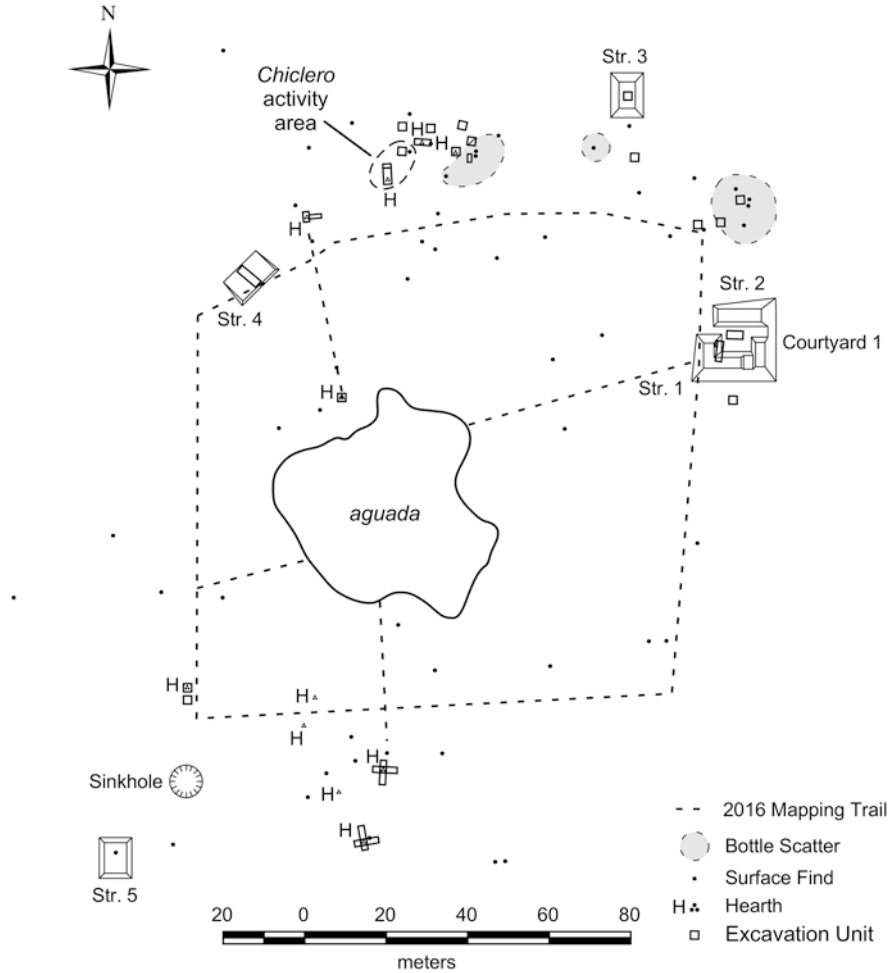 N
Chiclero
activity
area
Str. 3
H
H
H
H
Str. 4
Str. 2
Courtyard 1
Str. 1
H
aguada
H
H
H
H
Sinkhole
H
H
Str. 5
2016 Mapping Trail
Bottle Scatter
Surface Find
H Hearth
Excavation Unit
20 0 20 40 60 80
meters